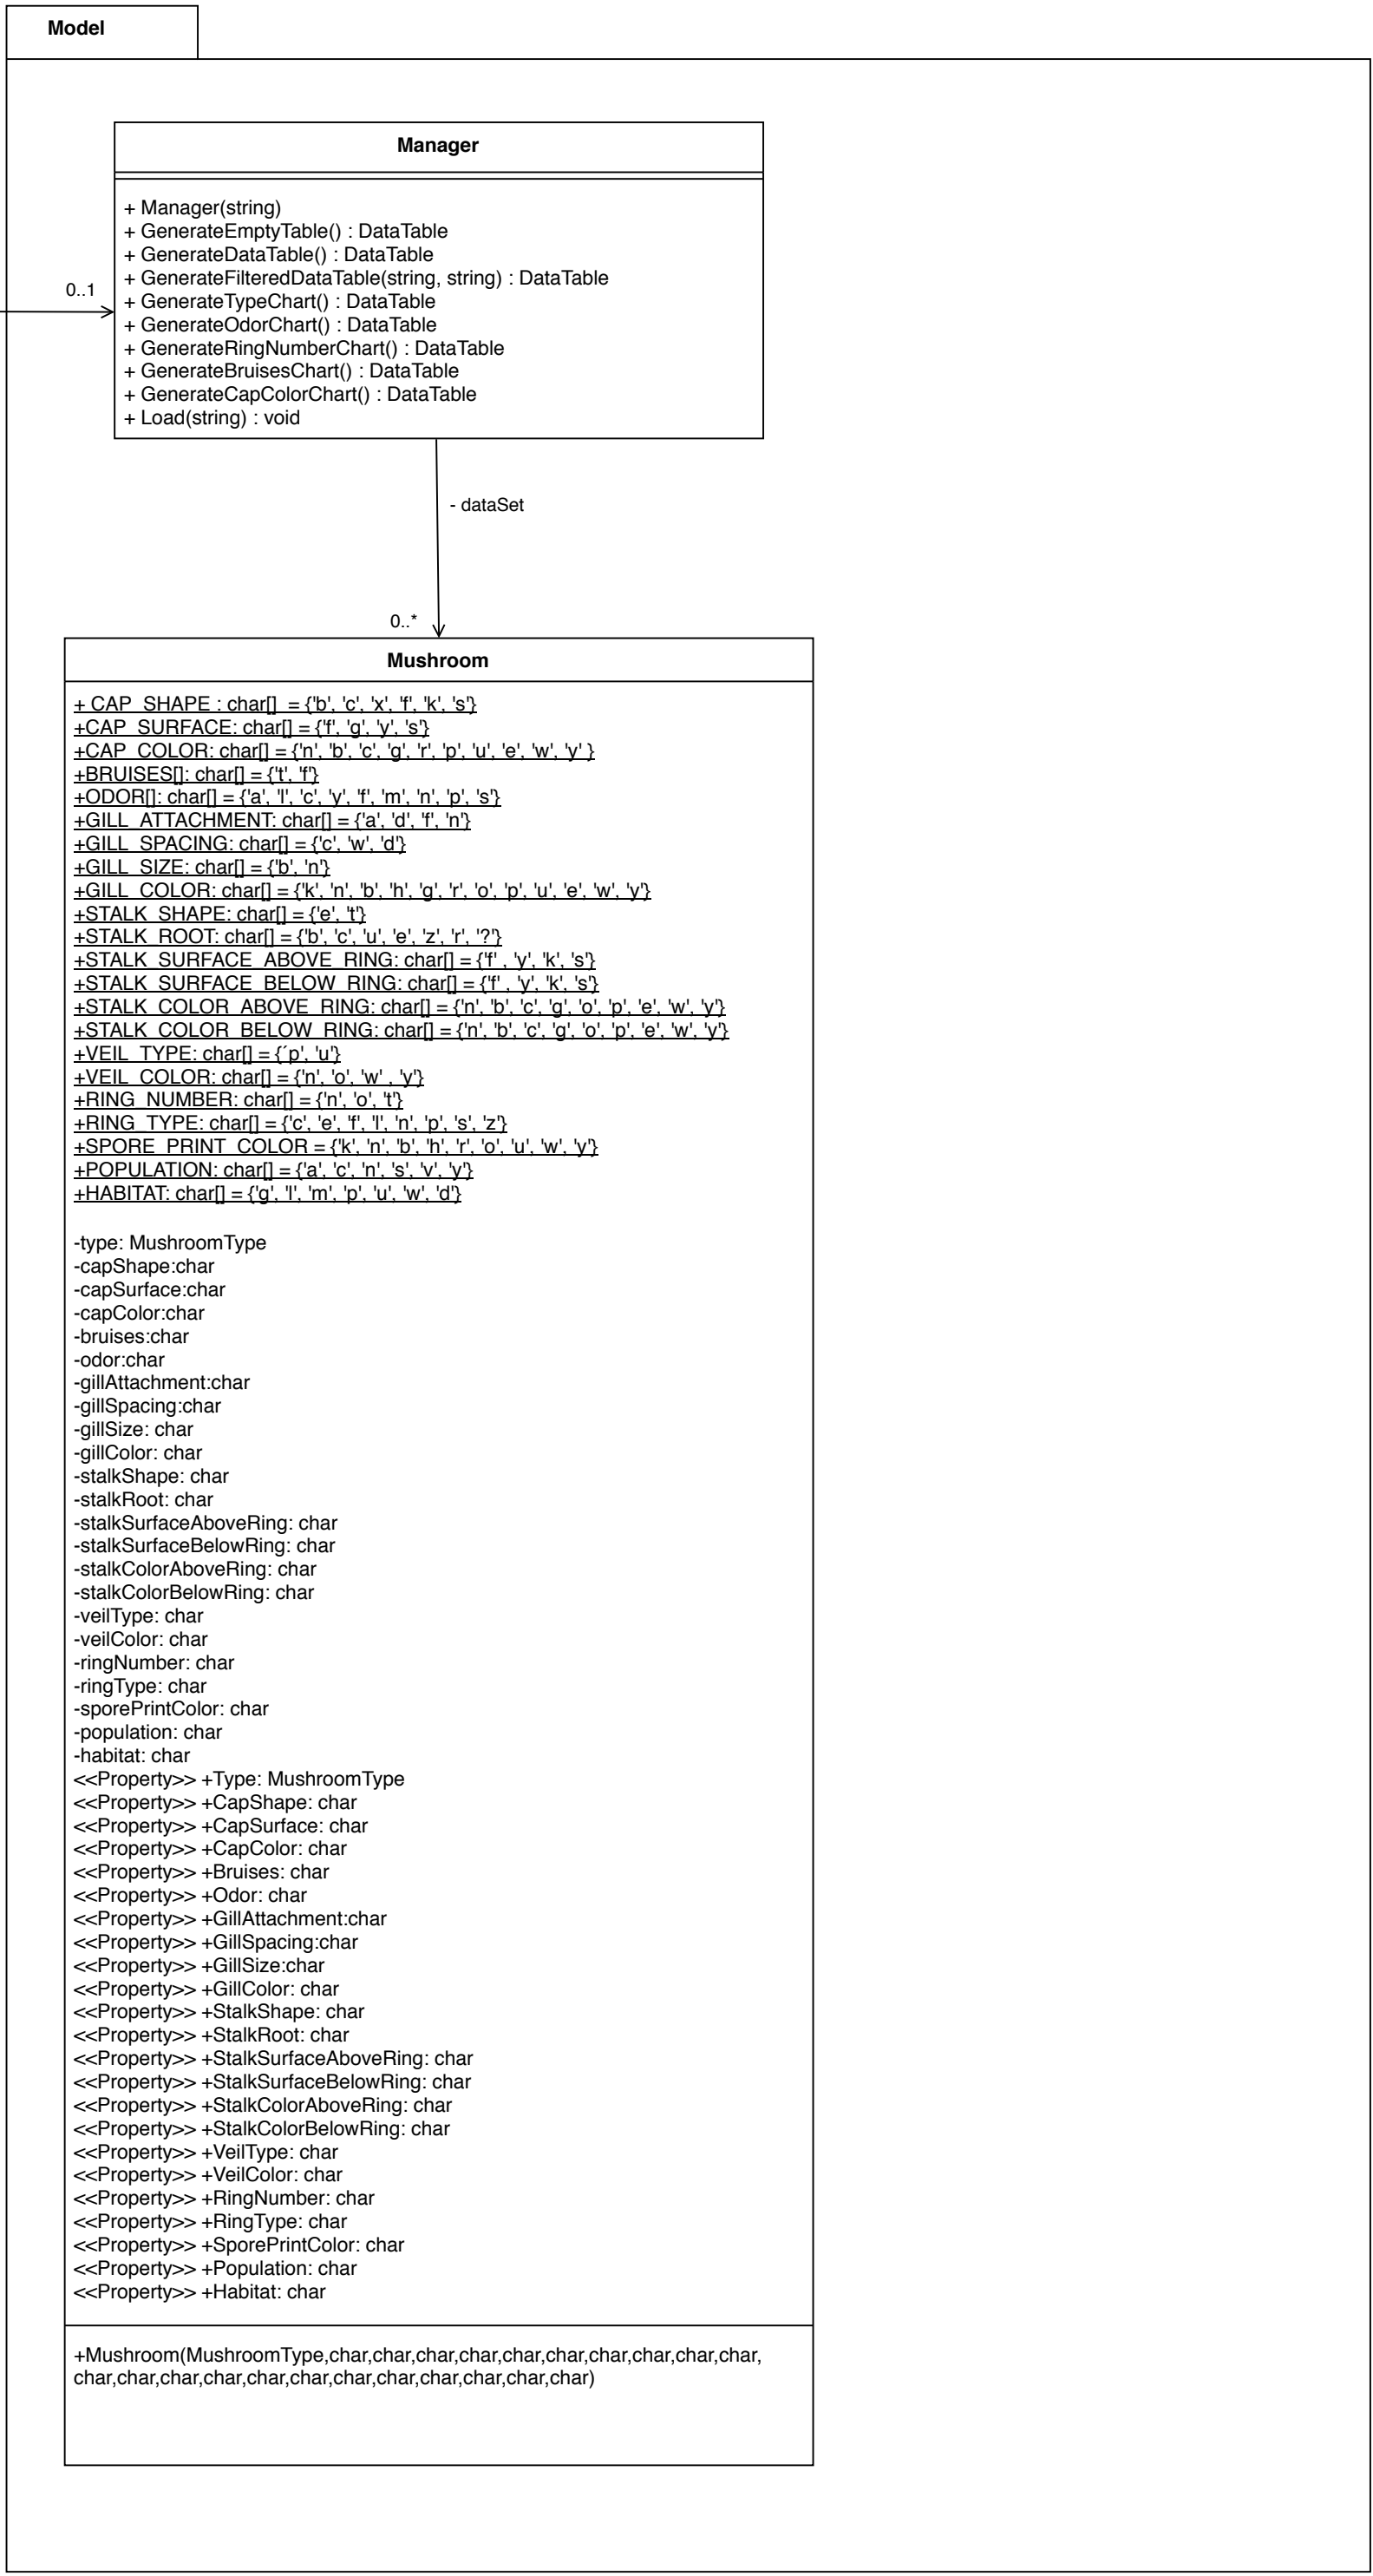 Model
Manager
+ Manager(string)
+ GenerateEmptyTable() : DataTable
+ GenerateDataTable() : DataTable
+ GenerateFilteredDataTable(string, string) : DataTable
+ GenerateTypeChart() : DataTable
+ GenerateOdorChart() : DataTable
+ GenerateRingNumberChart() : DataTable
+ GenerateBruisesChart() : DataTable
+ GenerateCapColorChart() : DataTable
+ Load(string) : void
0..1
- dataSet
0..*
Mushroom
+ CAP_SHAPE : char[]  = {'b', 'c', 'x', 'f', 'k', 's'}
+CAP_SURFACE: char[] = {'f', 'g', 'y', 's'}
+CAP_COLOR: char[] = {'n', 'b', 'c', 'g', 'r', 'p', 'u', 'e', 'w', 'y' }
+BRUISES[]: char[] = {'t', 'f'}
+ODOR[]: char[] = {'a', 'l', 'c', 'y', 'f', 'm', 'n', 'p', 's'}
+GILL_ATTACHMENT: char[] = {'a', 'd', 'f', 'n'}
+GILL_SPACING: char[] = {'c', 'w', 'd'}
+GILL_SIZE: char[] = {'b', 'n'}
+GILL_COLOR: char[] = {'k', 'n', 'b', 'h', 'g', 'r', 'o', 'p', 'u', 'e', 'w', 'y'}
+STALK_SHAPE: char[] = {'e', 't'}
+STALK_ROOT: char[] = {'b', 'c', 'u', 'e', 'z', 'r', '?'}
+STALK_SURFACE_ABOVE_RING: char[] = {'f' , 'y', 'k', 's'}
+STALK_SURFACE_BELOW_RING: char[] = {'f' , 'y', 'k', 's'}
+STALK_COLOR_ABOVE_RING: char[] = {'n', 'b', 'c', 'g', 'o', 'p', 'e', 'w', 'y'}
+STALK_COLOR_BELOW_RING: char[] = {'n', 'b', 'c', 'g', 'o', 'p', 'e', 'w', 'y'}
+VEIL_TYPE: char[] = {´p', 'u'}
+VEIL_COLOR: char[] = {'n', 'o', 'w' , 'y'}
+RING_NUMBER: char[] = {'n', 'o', 't'}
+RING_TYPE: char[] = {'c', 'e', 'f', 'l', 'n', 'p', 's', 'z'}
+SPORE_PRINT_COLOR = {'k', 'n', 'b', 'h', 'r', 'o', 'u', 'w', 'y'}
+POPULATION: char[] = {'a', 'c', 'n', 's', 'v', 'y'}
+HABITAT: char[] = {'g', 'l', 'm', 'p', 'u', 'w', 'd'}
-type: MushroomType
-capShape:char
-capSurface:char
-capColor:char
-bruises:char
-odor:char
-gillAttachment:char
-gillSpacing:char
-gillSize: char
-gillColor: char
-stalkShape: char
-stalkRoot: char
-stalkSurfaceAboveRing: char
-stalkSurfaceBelowRing: char
-stalkColorAboveRing: char
-stalkColorBelowRing: char
-veilType: char
-veilColor: char
-ringNumber: char
-ringType: char
-sporePrintColor: char
-population: char
-habitat: char
<<Property>> +Type: MushroomType
<<Property>> +CapShape: char
<<Property>> +CapSurface: char
<<Property>> +CapColor: char
<<Property>> +Bruises: char
<<Property>> +Odor: char
<<Property>> +GillAttachment:char
<<Property>> +GillSpacing:char
<<Property>> +GillSize:char
<<Property>> +GillColor: char
<<Property>> +StalkShape: char
<<Property>> +StalkRoot: char
<<Property>> +StalkSurfaceAboveRing: char
<<Property>> +StalkSurfaceBelowRing: char
<<Property>> +StalkColorAboveRing: char
<<Property>> +StalkColorBelowRing: char
<<Property>> +VeilType: char
<<Property>> +VeilColor: char
<<Property>> +RingNumber: char
<<Property>> +RingType: char
<<Property>> +SporePrintColor: char
<<Property>> +Population: char
<<Property>> +Habitat: char
+Mushroom(MushroomType,char,char,char,char,char,char,char,char,char,char,
char,char,char,char,char,char,char,char,char,char,char,char)